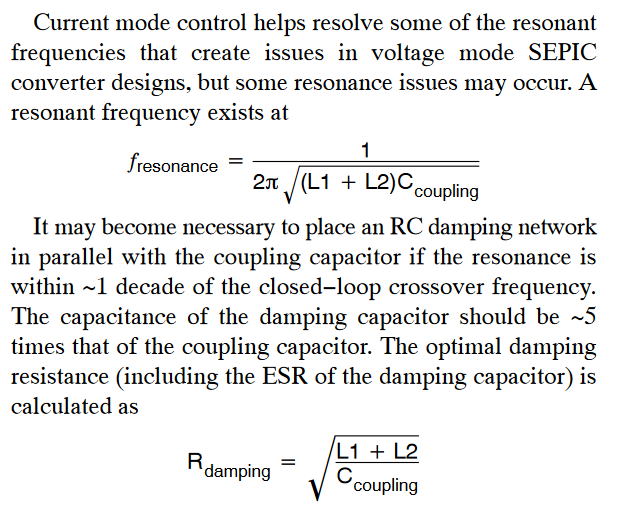 Current mode control helps resolve some of the resonant
frequencies that create issues in voltage mode SEPIC
converter designs, but some resonance issues may occur. A
resonant frequency exists at
f_resonance = 1 / (2π √((L1 + L2)C_coupling))
It may become necessary to place an RC damping network
in parallel with the coupling capacitor if the resonance is
within ~1 decade of the closed−loop crossover frequency.
The capacitance of the damping capacitor should be ~5
times that of the coupling capacitor. The optimal damping
resistance (including the ESR of the damping capacitor) is
calculated as
R_damping = √((L1 + L2) / C_coupling)